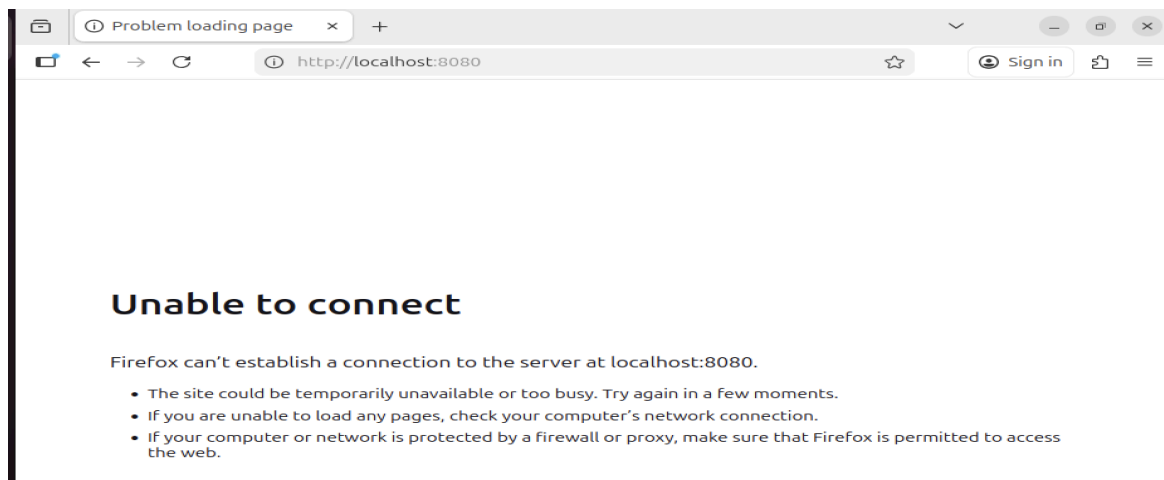 Problem loading page
http://localhost:8080
Sign in
Unable to connect
Firefox can’t establish a connection to the server at localhost:8080.
• The site could be temporarily unavailable or too busy. Try again in a few moments.
• If you are unable to load any pages, check your computer’s network connection.
• If your computer or network is protected by a firewall or proxy, make sure that Firefox is permitted to access
the web.